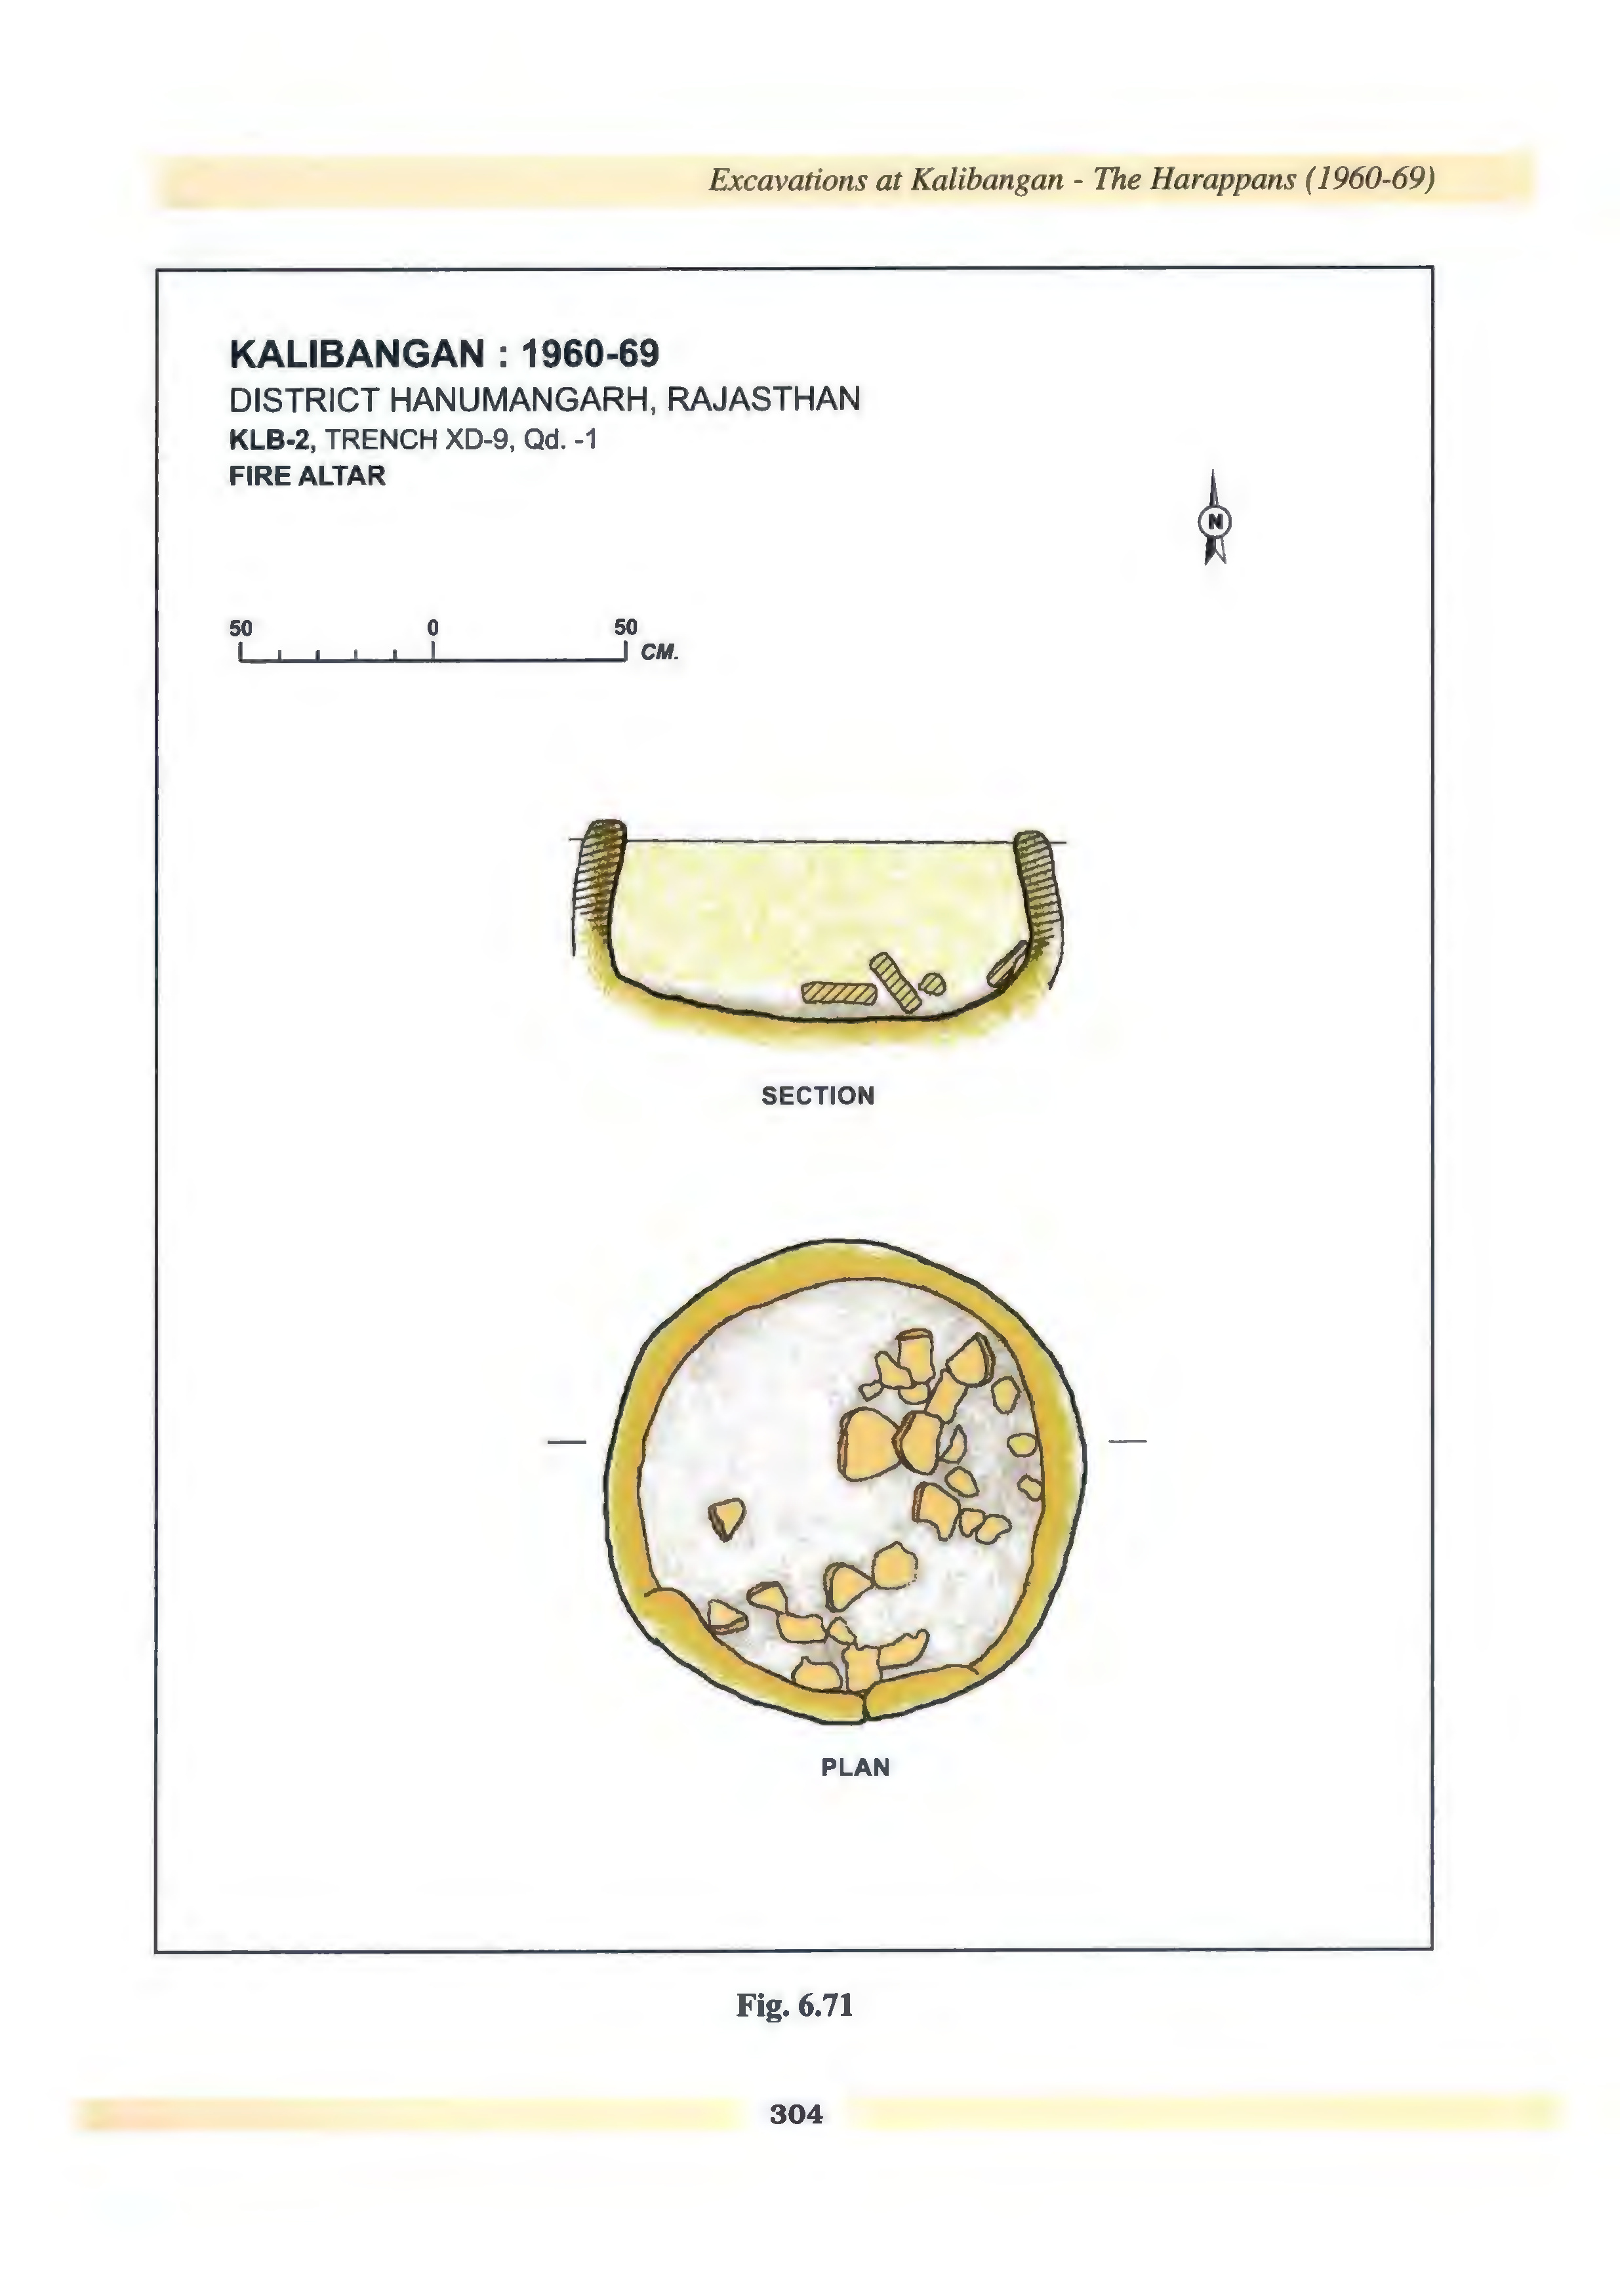 Excavations at Kalibangan - The Harappans (1960-69)
KALIBANGAN : 1960-69
DISTRICT HANUMANGARH, RAJASTHAN
KLB-2, TRENCH XD-9, Qd. -1
FIRE ALTAR
N
50 0 50 CM.
SECTION
PLAN
Fig. 6.71
304